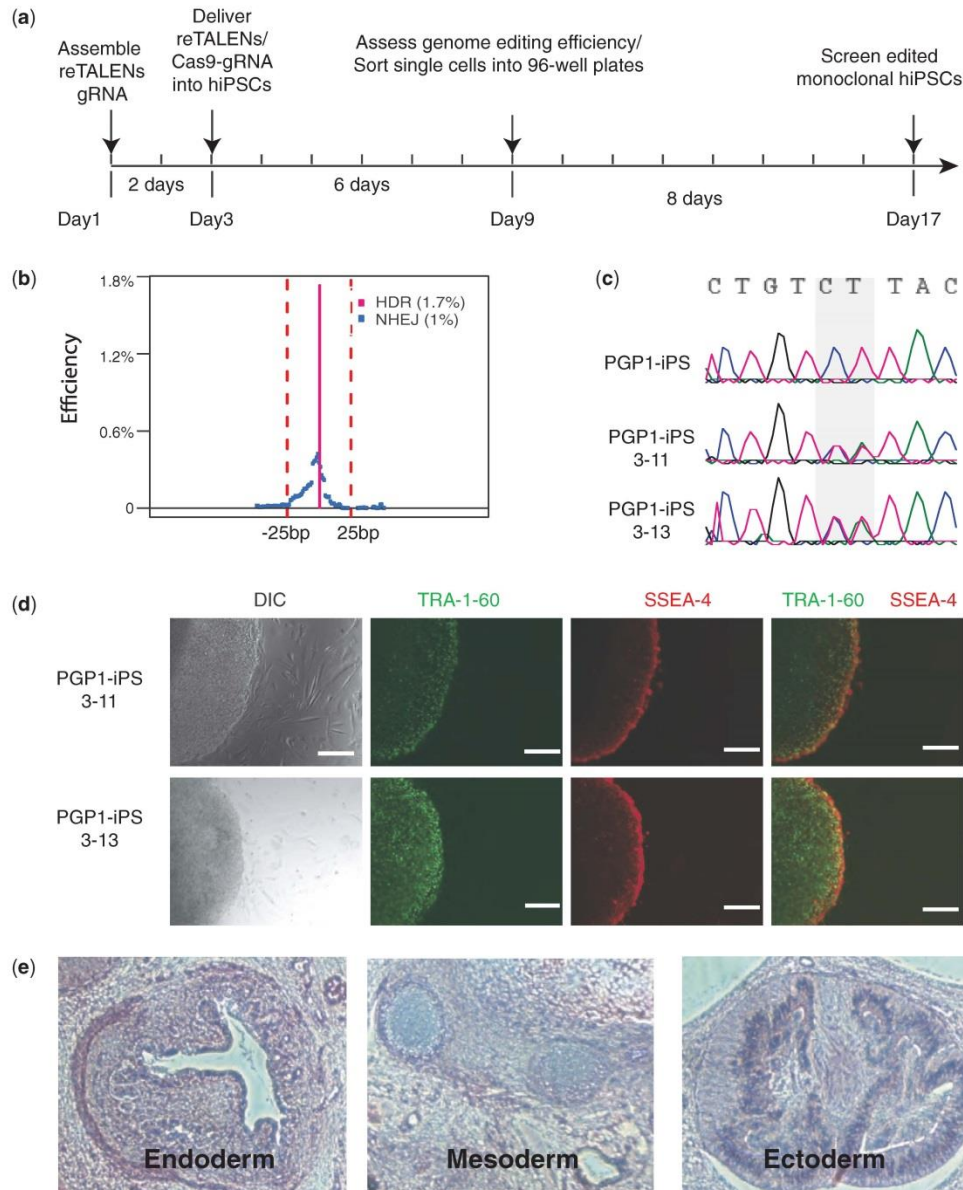 (a)
Assemble
reTALENs
gRNA
Deliver
reTALENs/
Cas9-gRNA
into hiPSCs
Assess genome editing efficiency/
Sort single cells into 96-well plates
Screen edited
monoclonal hiPSCs
2 days
6 days
8 days
Day1
Day3
Day9
Day17
(b)
Efficiency
1.8%
1.2%
0.6%
0
HDR (1.7%)
NHEJ (1%)
-25bp
25bp
(c)
C T G T C T T A C
PGP1-iPS
PGP1-iPS
3-11
PGP1-iPS
3-13
(d)
DIC
TRA-1-60
SSEA-4
TRA-1-60 SSEA-4
PGP1-iPS
3-11
PGP1-iPS
3-13
(e)
Endoderm
Mesoderm
Ectoderm